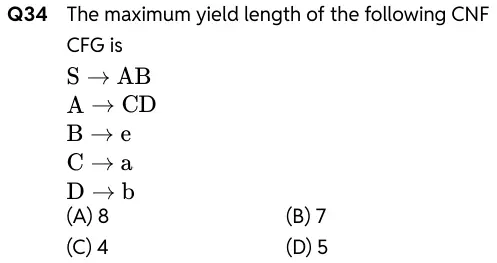 Q34 The maximum yield length of the following CNF
CFG is
S → AB
A → CD
B → e
C → a
D → b
(A) 8 (B) 7
(C) 4 (D) 5